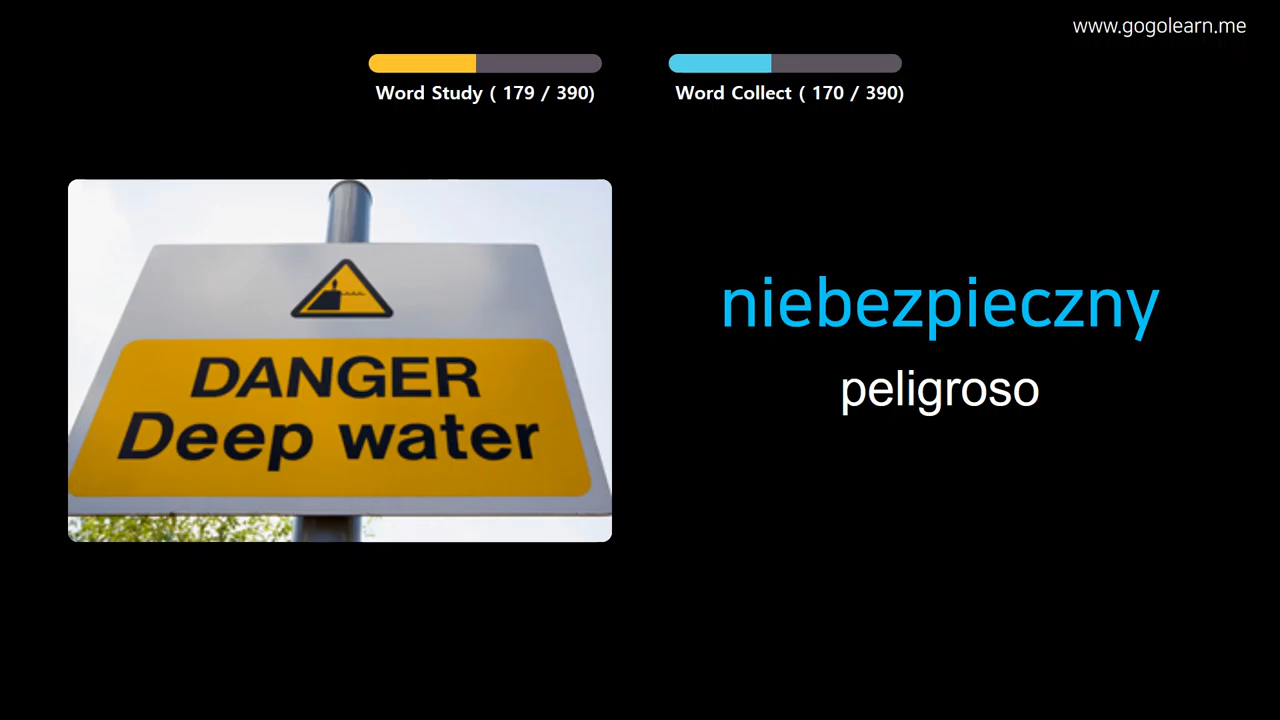 www.gogolearn.me
Word Study ( 179 / 390)
Word Collect ( 170 / 390)
DANGER
Deep water
niebezpieczny
peligroso